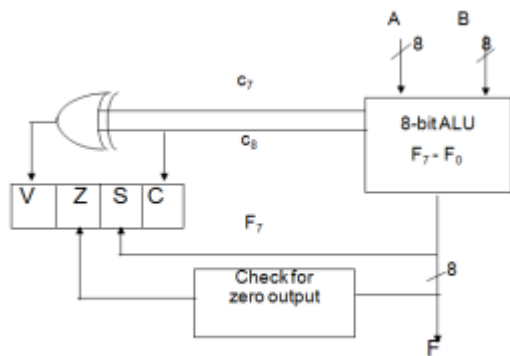 A B
8 8
c₇
8-bit ALU
F₇ - F₀
c₈
V Z S C
F₇
8
Check for
zero output
F